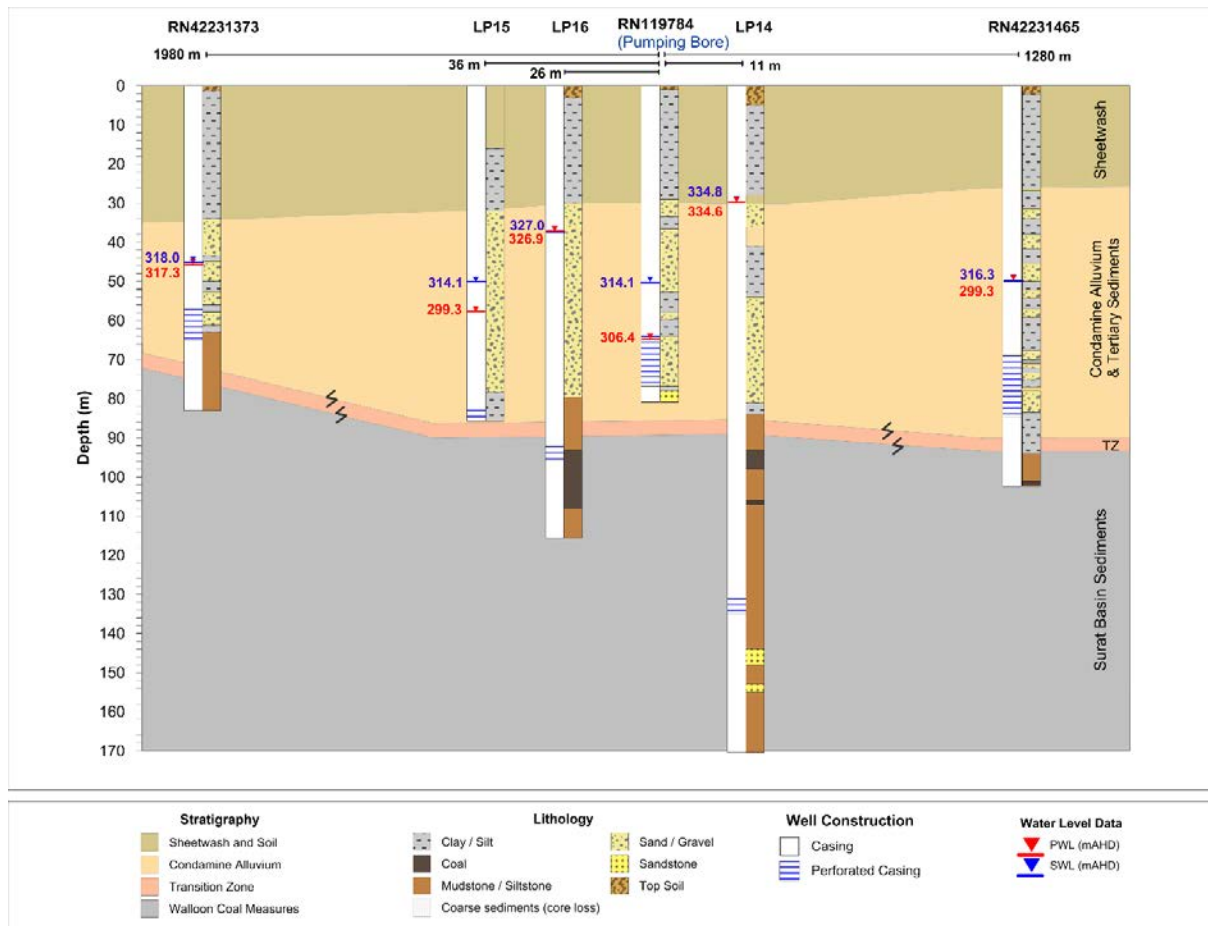 RN42231373
LP15
LP16
RN119784
(Pumping Bore)
LP14
RN42231465
1980 m
36 m
26 m
11 m
1280 m
Depth (m)
0
10
20
30
40
50
60
70
80
90
100
110
120
130
140
150
160
170
318.0
317.3
314.1
299.3
327.0
326.9
314.1
306.4
334.8
334.6
316.3
299.3
Sheetwash
Condamine Alluvium
& Tertiary Sediments
TZ
Surat Basin Sediments
Stratigraphy
Sheetwash and Soil
Condamine Alluvium
Transition Zone
Walloon Coal Measures
Lithology
Clay / Silt
Coal
Mudstone / Siltstone
Coarse sediments (core loss)
Sand / Gravel
Sandstone
Top Soil
Well Construction
Casing
Perforated Casing
Water Level Data
PWL (mAHD)
SWL (mAHD)